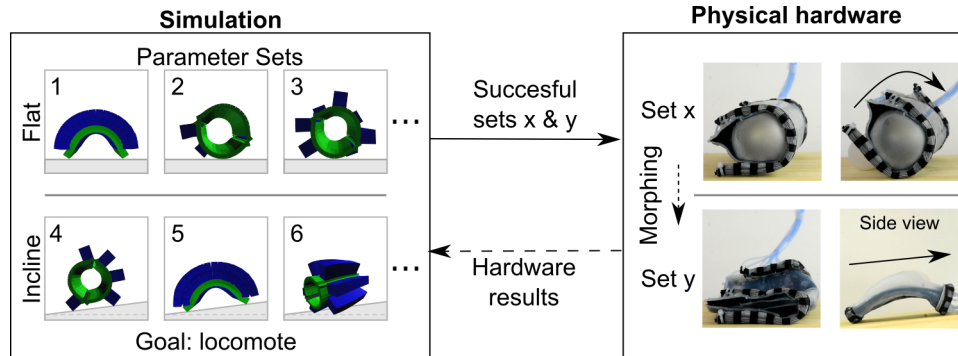 Simulation
Parameter Sets
Flat
1
2
3
...
Incline
4
5
6
...
Goal: locomote
Succesful
sets x & y
Hardware
results
Physical hardware
Set x
Morphing
Set y
Side view